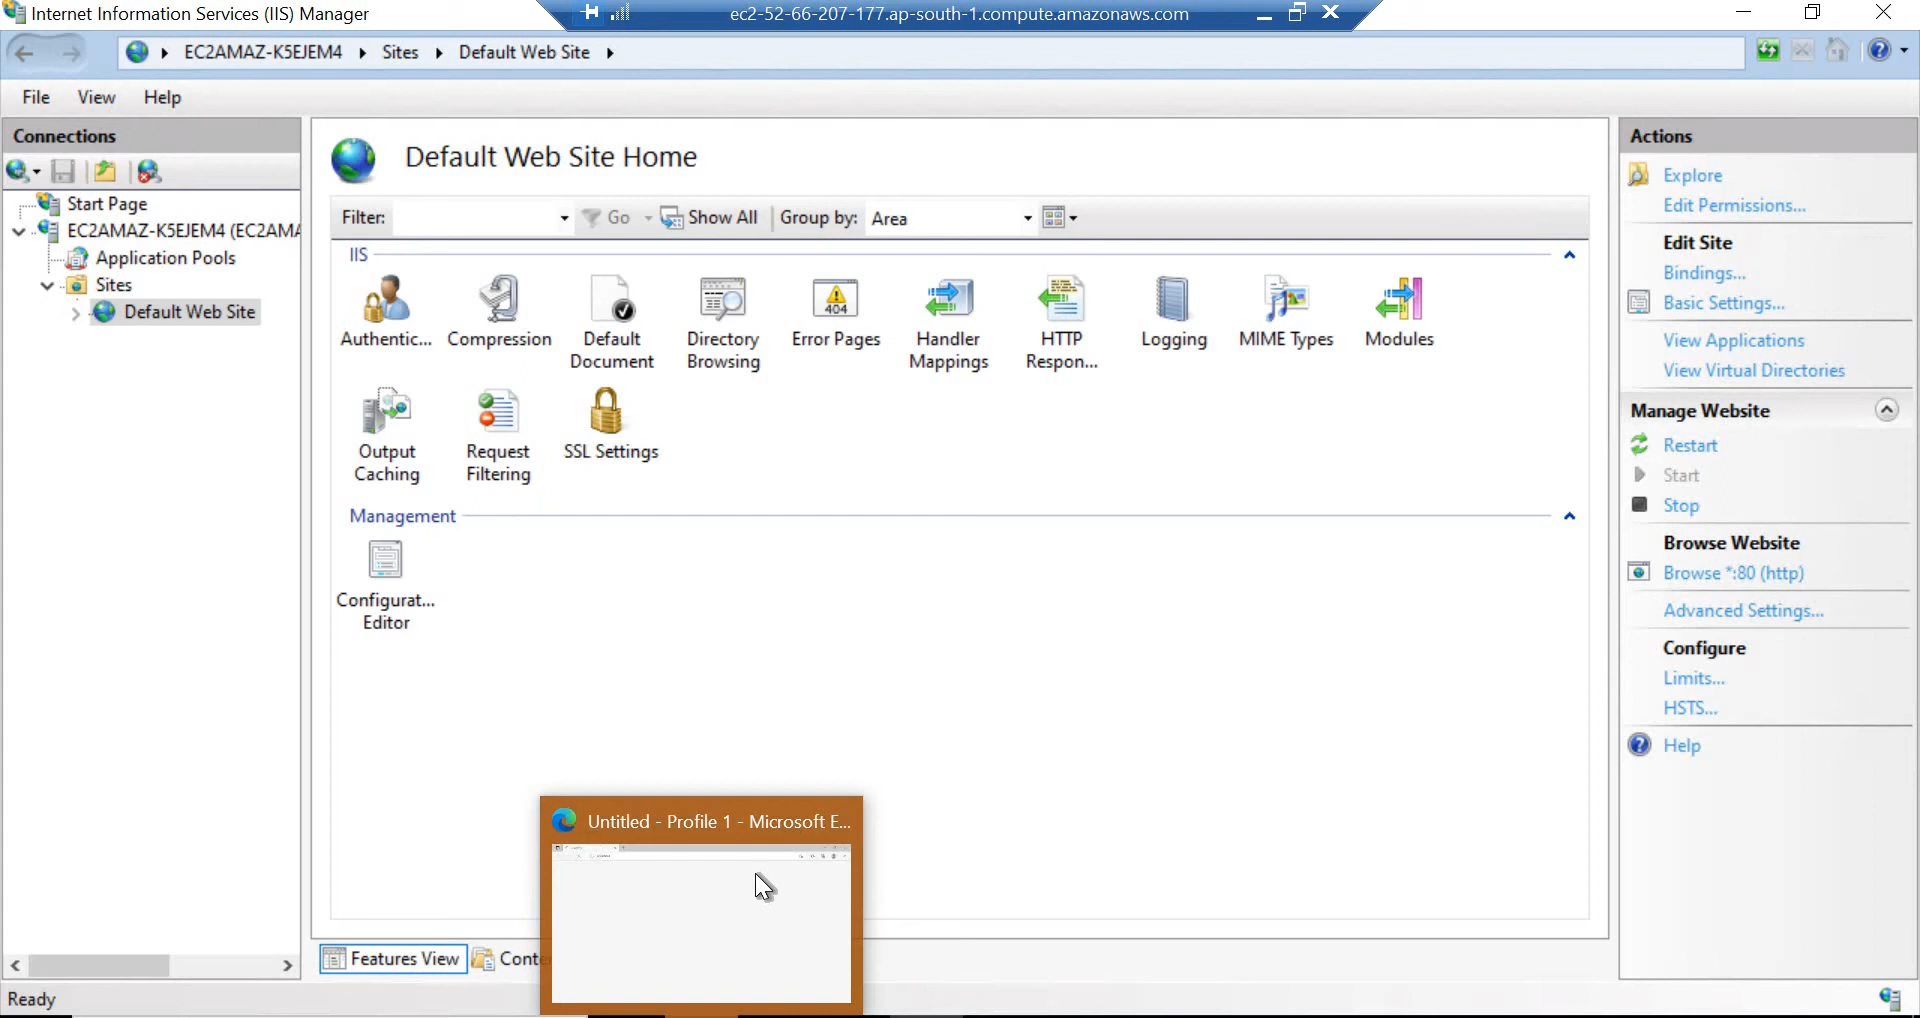 Internet Information Services (IIS) Manager
ec2-52-66-207-177.ap-south-1.compute.amazonaws.com
EC2AMAZ-K5EJEM4
Sites
Default Web Site
File
View
Help
Connections
Start Page
EC2AMAZ-K5EJEM4 (EC2AMA
Application Pools
Sites
Default Web Site
Default Web Site Home
Filter:
Go
Show All
Group by:
Area
IIS
Authentic...
Compression
Default
Document
Directory
Browsing
Error Pages
404
Handler
Mappings
HTTP
Respon...
Logging
MIME Types
Modules
Output
Caching
Request
Filtering
SSL Settings
Management
Configurat...
Editor
Untitled - Profile 1 - Microsoft E...
Features View
Conte
Ready
Actions
Explore
Edit Permissions...
Edit Site
Bindings...
Basic Settings...
View Applications
View Virtual Directories
Manage Website
Restart
Start
Stop
Browse Website
Browse *:80 (http)
Advanced Settings...
Configure
Limits...
HSTS...
Help